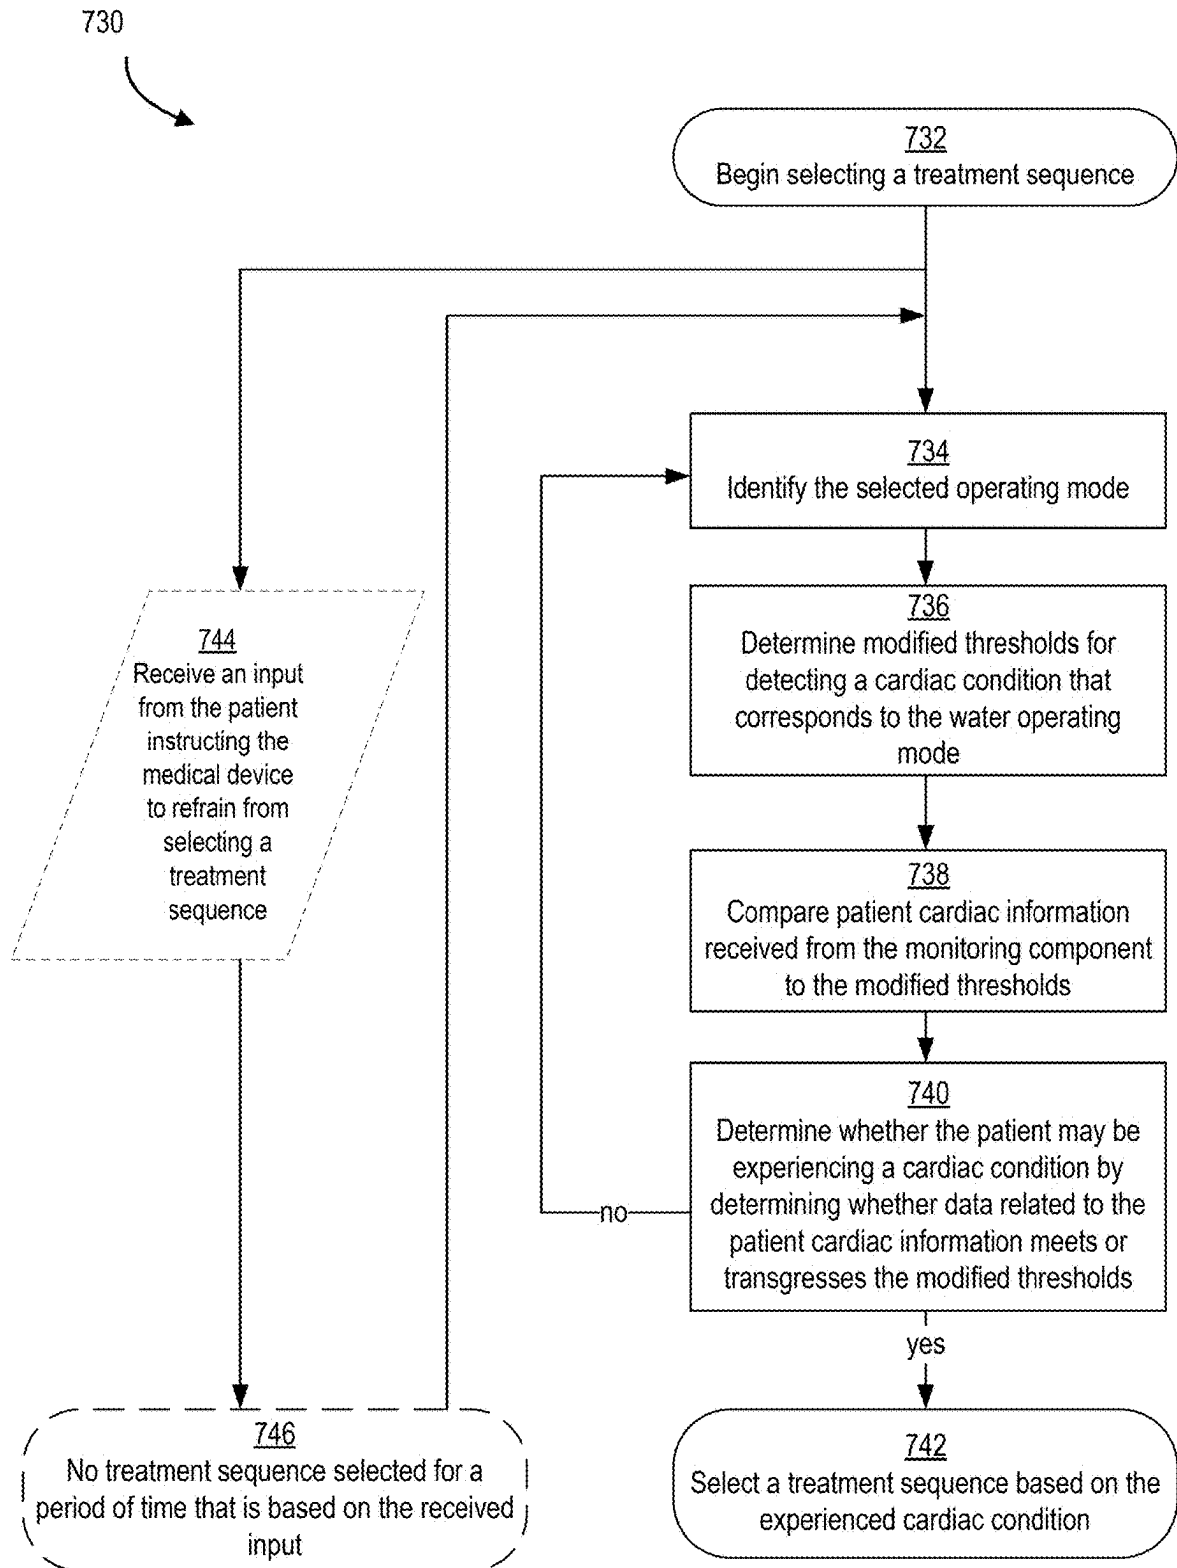 730
732
Begin selecting a treatment sequence
734
Identify the selected operating mode
736
Determine modified thresholds for
detecting a cardiac condition that
corresponds to the water operating
mode
744
Receive an input
from the patient
instructing the
medical device
to refrain from
selecting a
treatment
sequence
738
Compare patient cardiac information
received from the monitoring component
to the modified thresholds
740
Determine whether the patient may be
experiencing a cardiac condition by
determining whether data related to the
patient cardiac information meets or
transgresses the modified thresholds
no
yes
746
No treatment sequence selected for a
period of time that is based on the received
input
742
Select a treatment sequence based on the
experienced cardiac condition